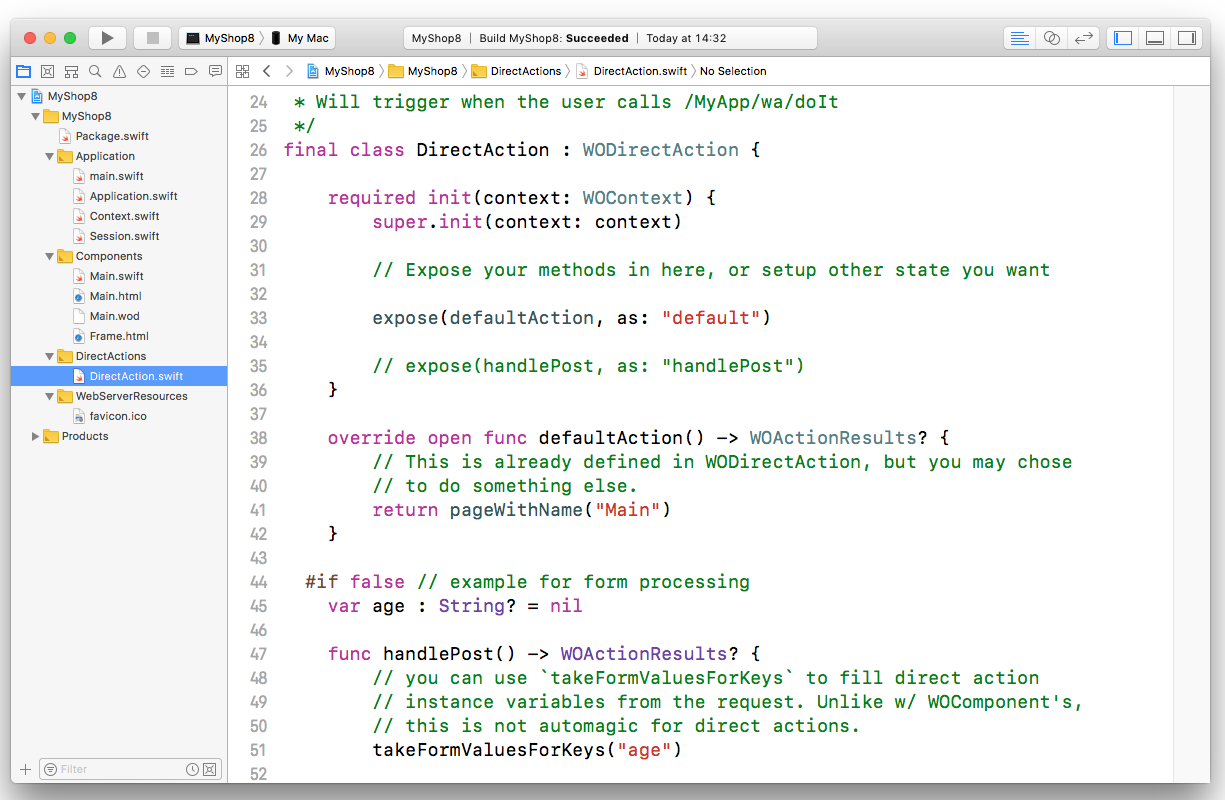 MyShop8 〉 My Mac
MyShop8 | Build MyShop8: Succeeded | Today at 14:32
MyShop8 〉 MyShop8 〉 DirectActions 〉 DirectAction.swift 〉 No Selection
MyShop8
MyShop8
Package.swift
Application
main.swift
Application.swift
Context.swift
Session.swift
Components
Main.swift
Main.html
Main.wod
Frame.html
DirectActions
DirectAction.swift
WebServerResources
favicon.ico
Products
Filter
24  * Will trigger when the user calls /MyApp/wa/doIt
25  */
26 final class DirectAction : WODirectAction {
27
28     required init(context: WOContext) {
29         super.init(context: context)
30
31         // Expose your methods in here, or setup other state you want
32
33         expose(defaultAction, as: "default")
34
35         // expose(handlePost, as: "handlePost")
36     }
37
38     override open func defaultAction() -> WOActionResults? {
39         // This is already defined in WODirectAction, but you may chose
40         // to do something else.
41         return pageWithName("Main")
42     }
43
44   #if false // example for form processing
45     var age : String? = nil
46
47     func handlePost() -> WOActionResults? {
48         // you can use `takeFormValuesForKeys` to fill direct action
49         // instance variables from the request. Unlike w/ WOComponent's,
50         // this is not automagic for direct actions.
51         takeFormValuesForKeys("age")
52